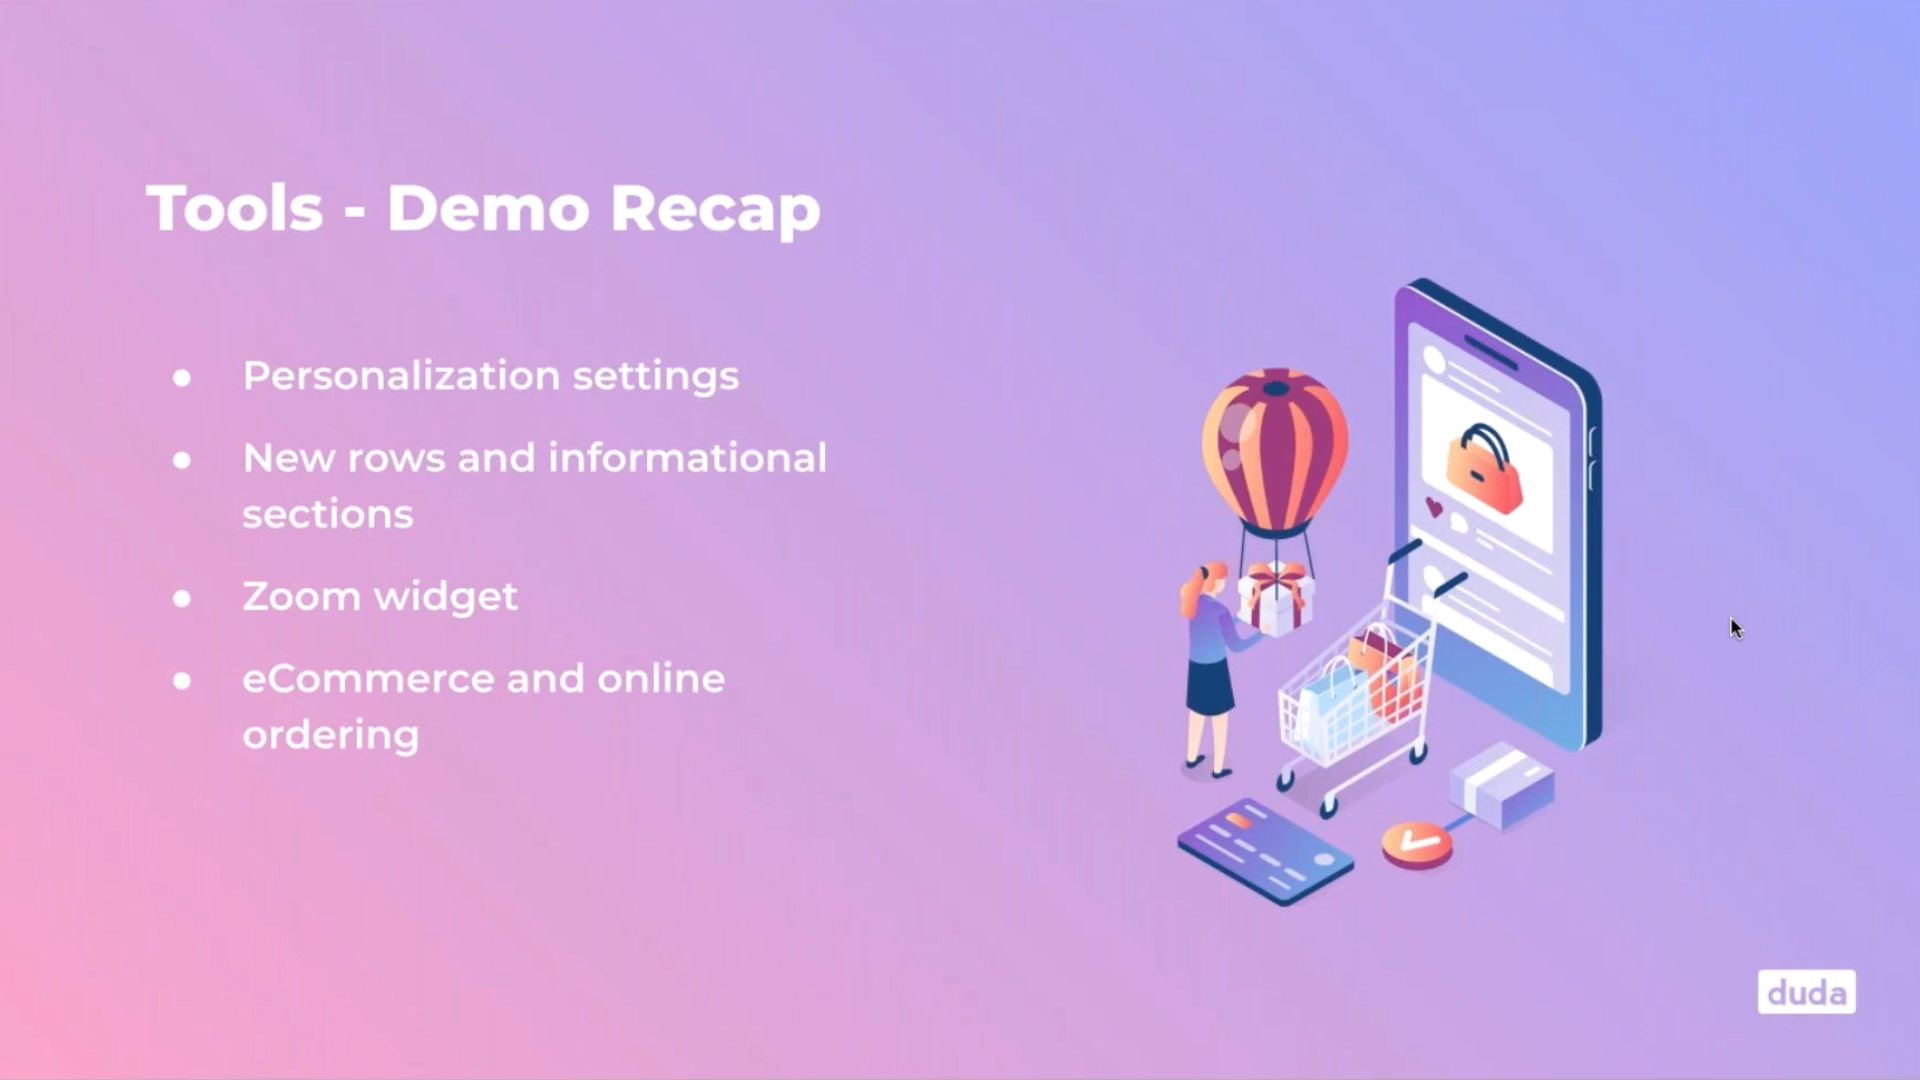 Tools - Demo Recap
● Personalization settings
● New rows and informational
sections
● Zoom widget
● eCommerce and online
ordering
duda